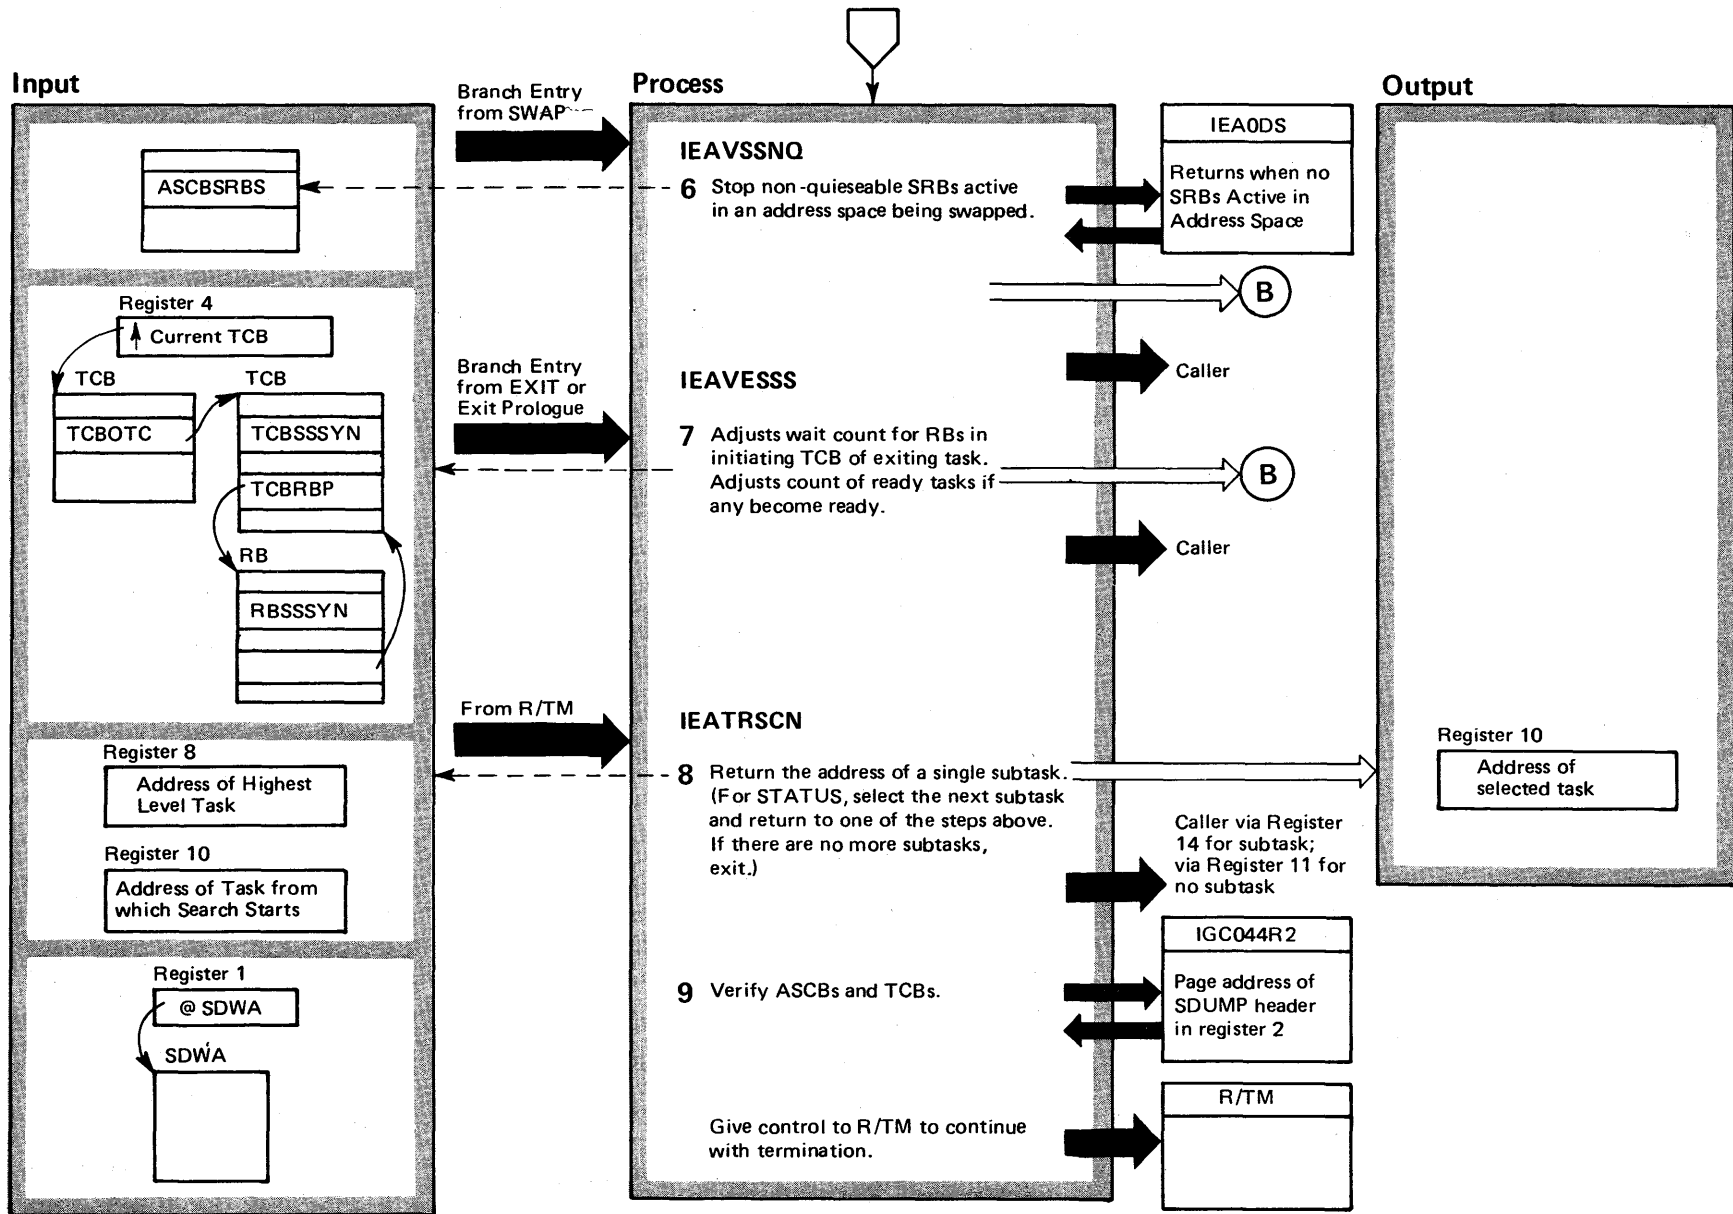 Input
Branch Entry
from SWAP
Process
Output
ASCBSRBS
IEAVSSNQ
6 Stop non-quieseable SRBs active
in an address space being swapped.
IEA0DS
Returns when no
SRBs Active in
Address Space
B
Register 4
Current TCB
TCB
TCB
TCBOTC
TCBSSSYN
TCBRBP
RB
RBSSSYN
Branch Entry
from EXIT or
Exit Prologue
IEAVESSS
Caller
7 Adjusts wait count for RBs in
initiating TCB of exiting task.
Adjusts count of ready tasks if
any become ready.
B
Caller
From R/TM
IEATRSCN
Register 8
Address of Highest
Level Task
Register 10
Address of Task from
which Search Starts
8 Return the address of a single subtask.
(For STATUS, select the next subtask
and return to one of the steps above.
If there are no more subtasks,
exit.)
Register 10
Address of
selected task
Caller via Register
14 for subtask;
via Register 11 for
no subtask
Register 1
@ SDWA
SDWA
9 Verify ASCBs and TCBs.
IGC044R2
Page address of
SDUMP header
in register 2
Give control to R/TM to continue
with termination.
R/TM